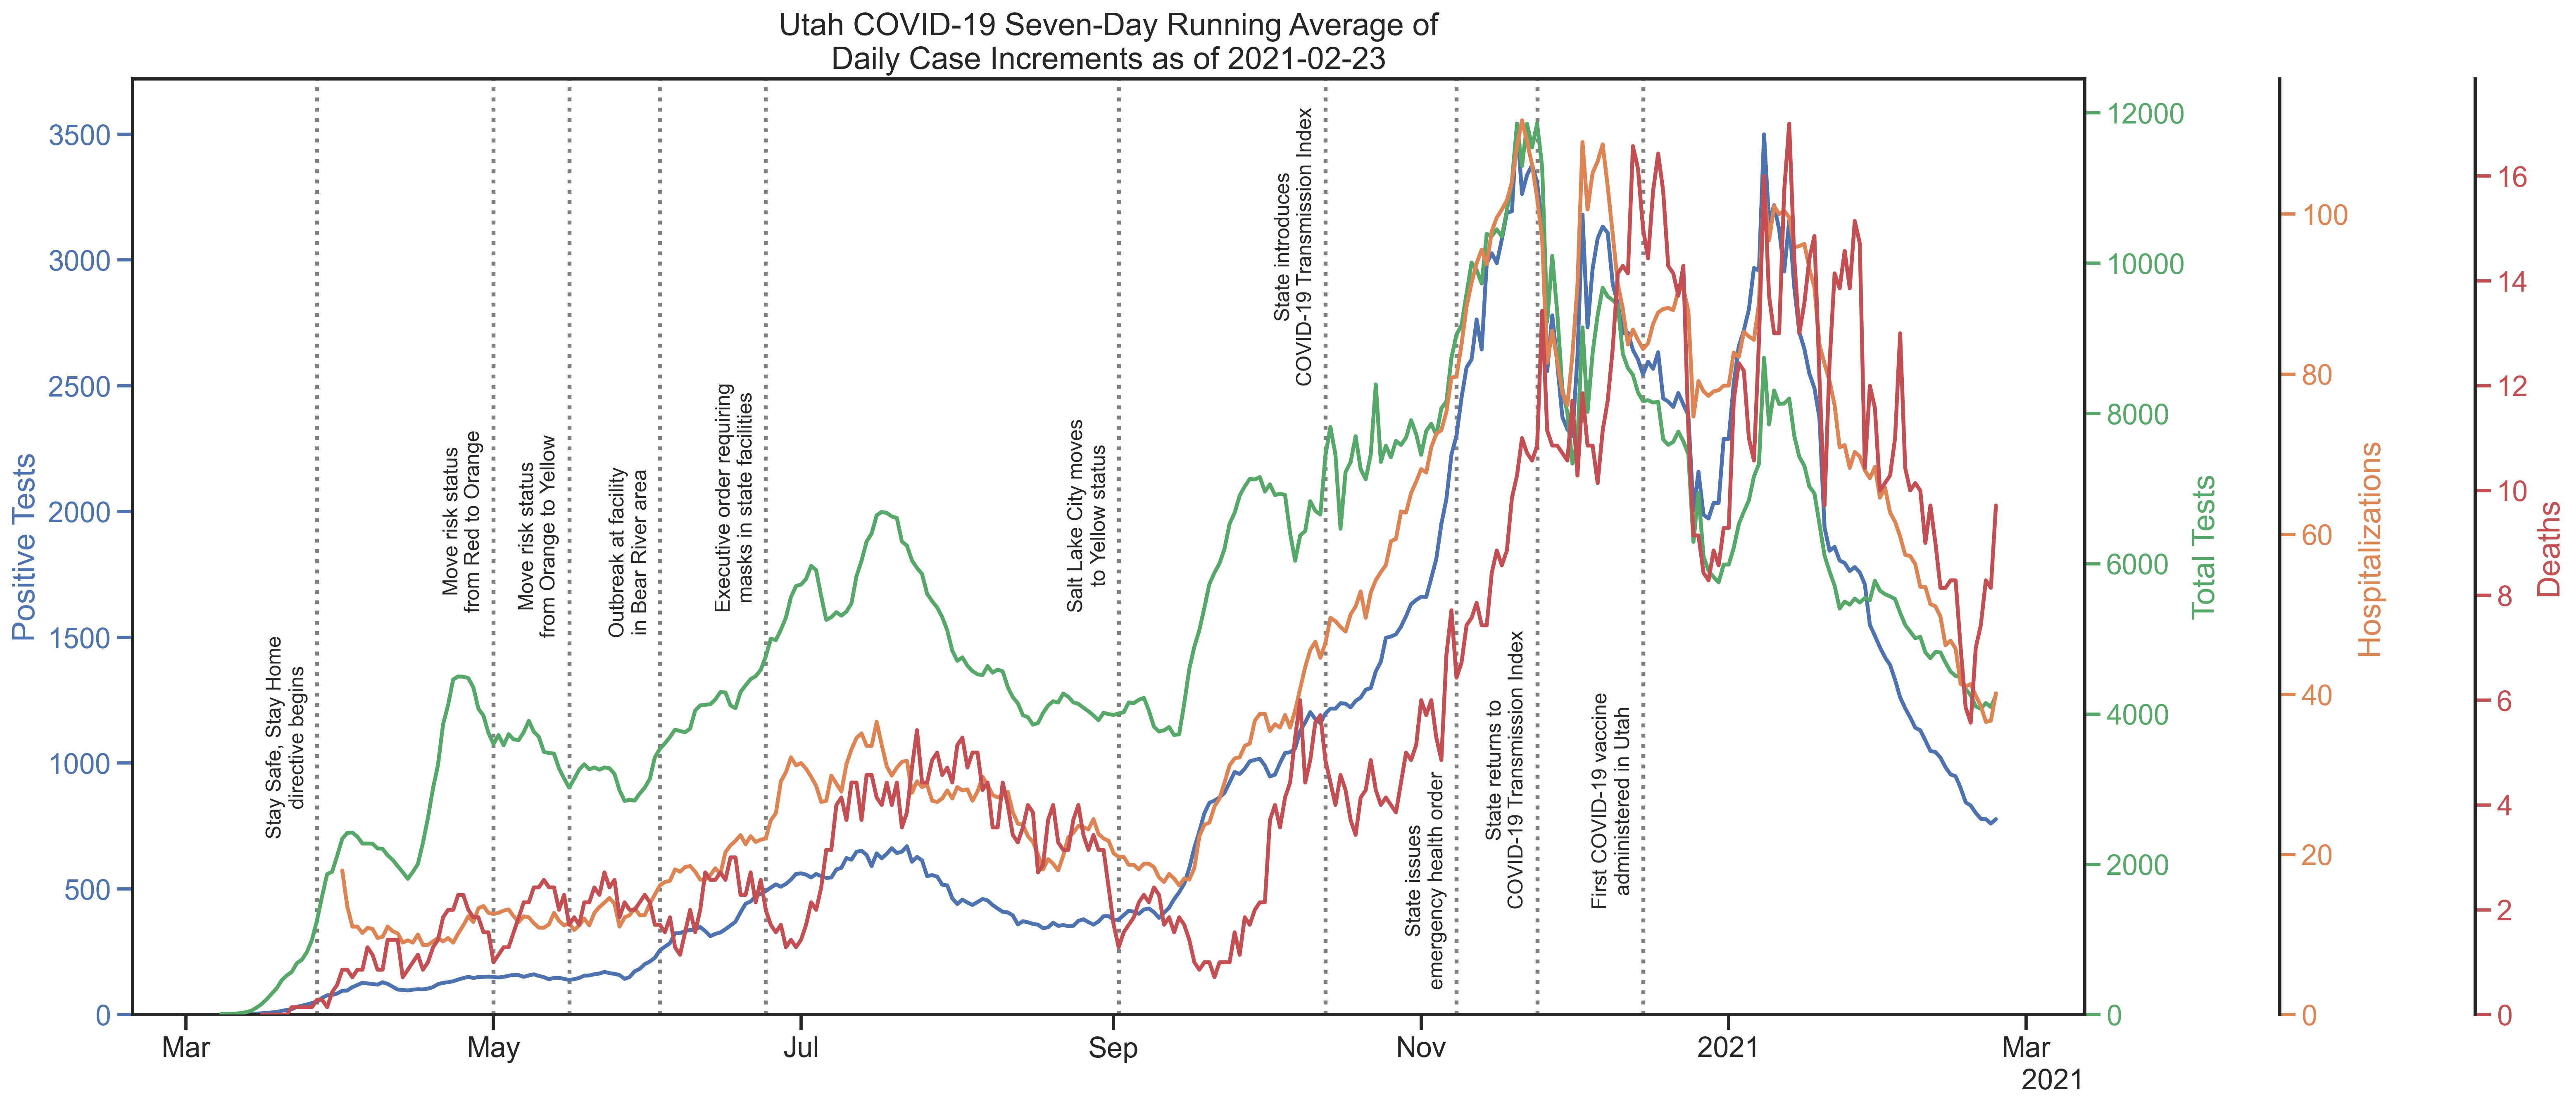 Utah COVID-19 Seven-Day Running Average of
Daily Case Increments as of 2021-02-23
Positive Tests
3500
3000
2500
2000
1500
1000
500
0
Stay Safe, Stay Home
directive begins
Move risk status
from Red to Orange
Move risk status
from Orange to Yellow
Outbreak at facility
in Bear River area
Executive order requiring
masks in state facilities
Salt Lake City moves
to Yellow status
State introduces
COVID-19 Transmission Index
State issues
emergency health order
State returns to
COVID-19 Transmission Index
First COVID-19 vaccine
administered in Utah
12000
10000
8000
6000
4000
2000
0
Total Tests
100
80
60
40
20
0
Hospitalizations
16
14
12
10
8
6
4
2
0
Deaths
Mar
May
Jul
Sep
Nov
2021
Mar
2021